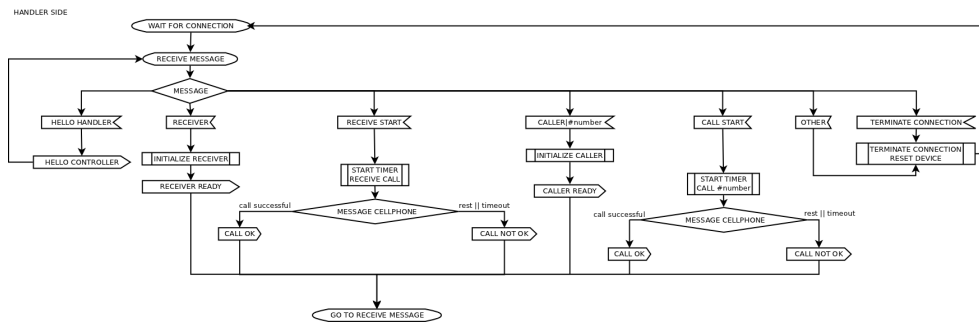 HANDLER SIDE
WAIT FOR CONNECTION
RECEIVE MESSAGE
MESSAGE
HELLO HANDLER
RECEIVER
RECEIVE START
CALLER|#number
CALL START
OTHER
TERMINATE CONNECTION
HELLO CONTROLLER
INITIALIZE RECEIVER
INITIALIZE CALLER
TERMINATE CONNECTION
RESET DEVICE
START TIMER
RECEIVE CALL
RECEIVER READY
CALLER READY
START TIMER
CALL #number
call successful
MESSAGE CELLPHONE
rest || timeout
call successful
MESSAGE CELLPHONE
rest || timeout
CALL OK
CALL NOT OK
CALL OK
CALL NOT OK
GO TO RECEIVE MESSAGE